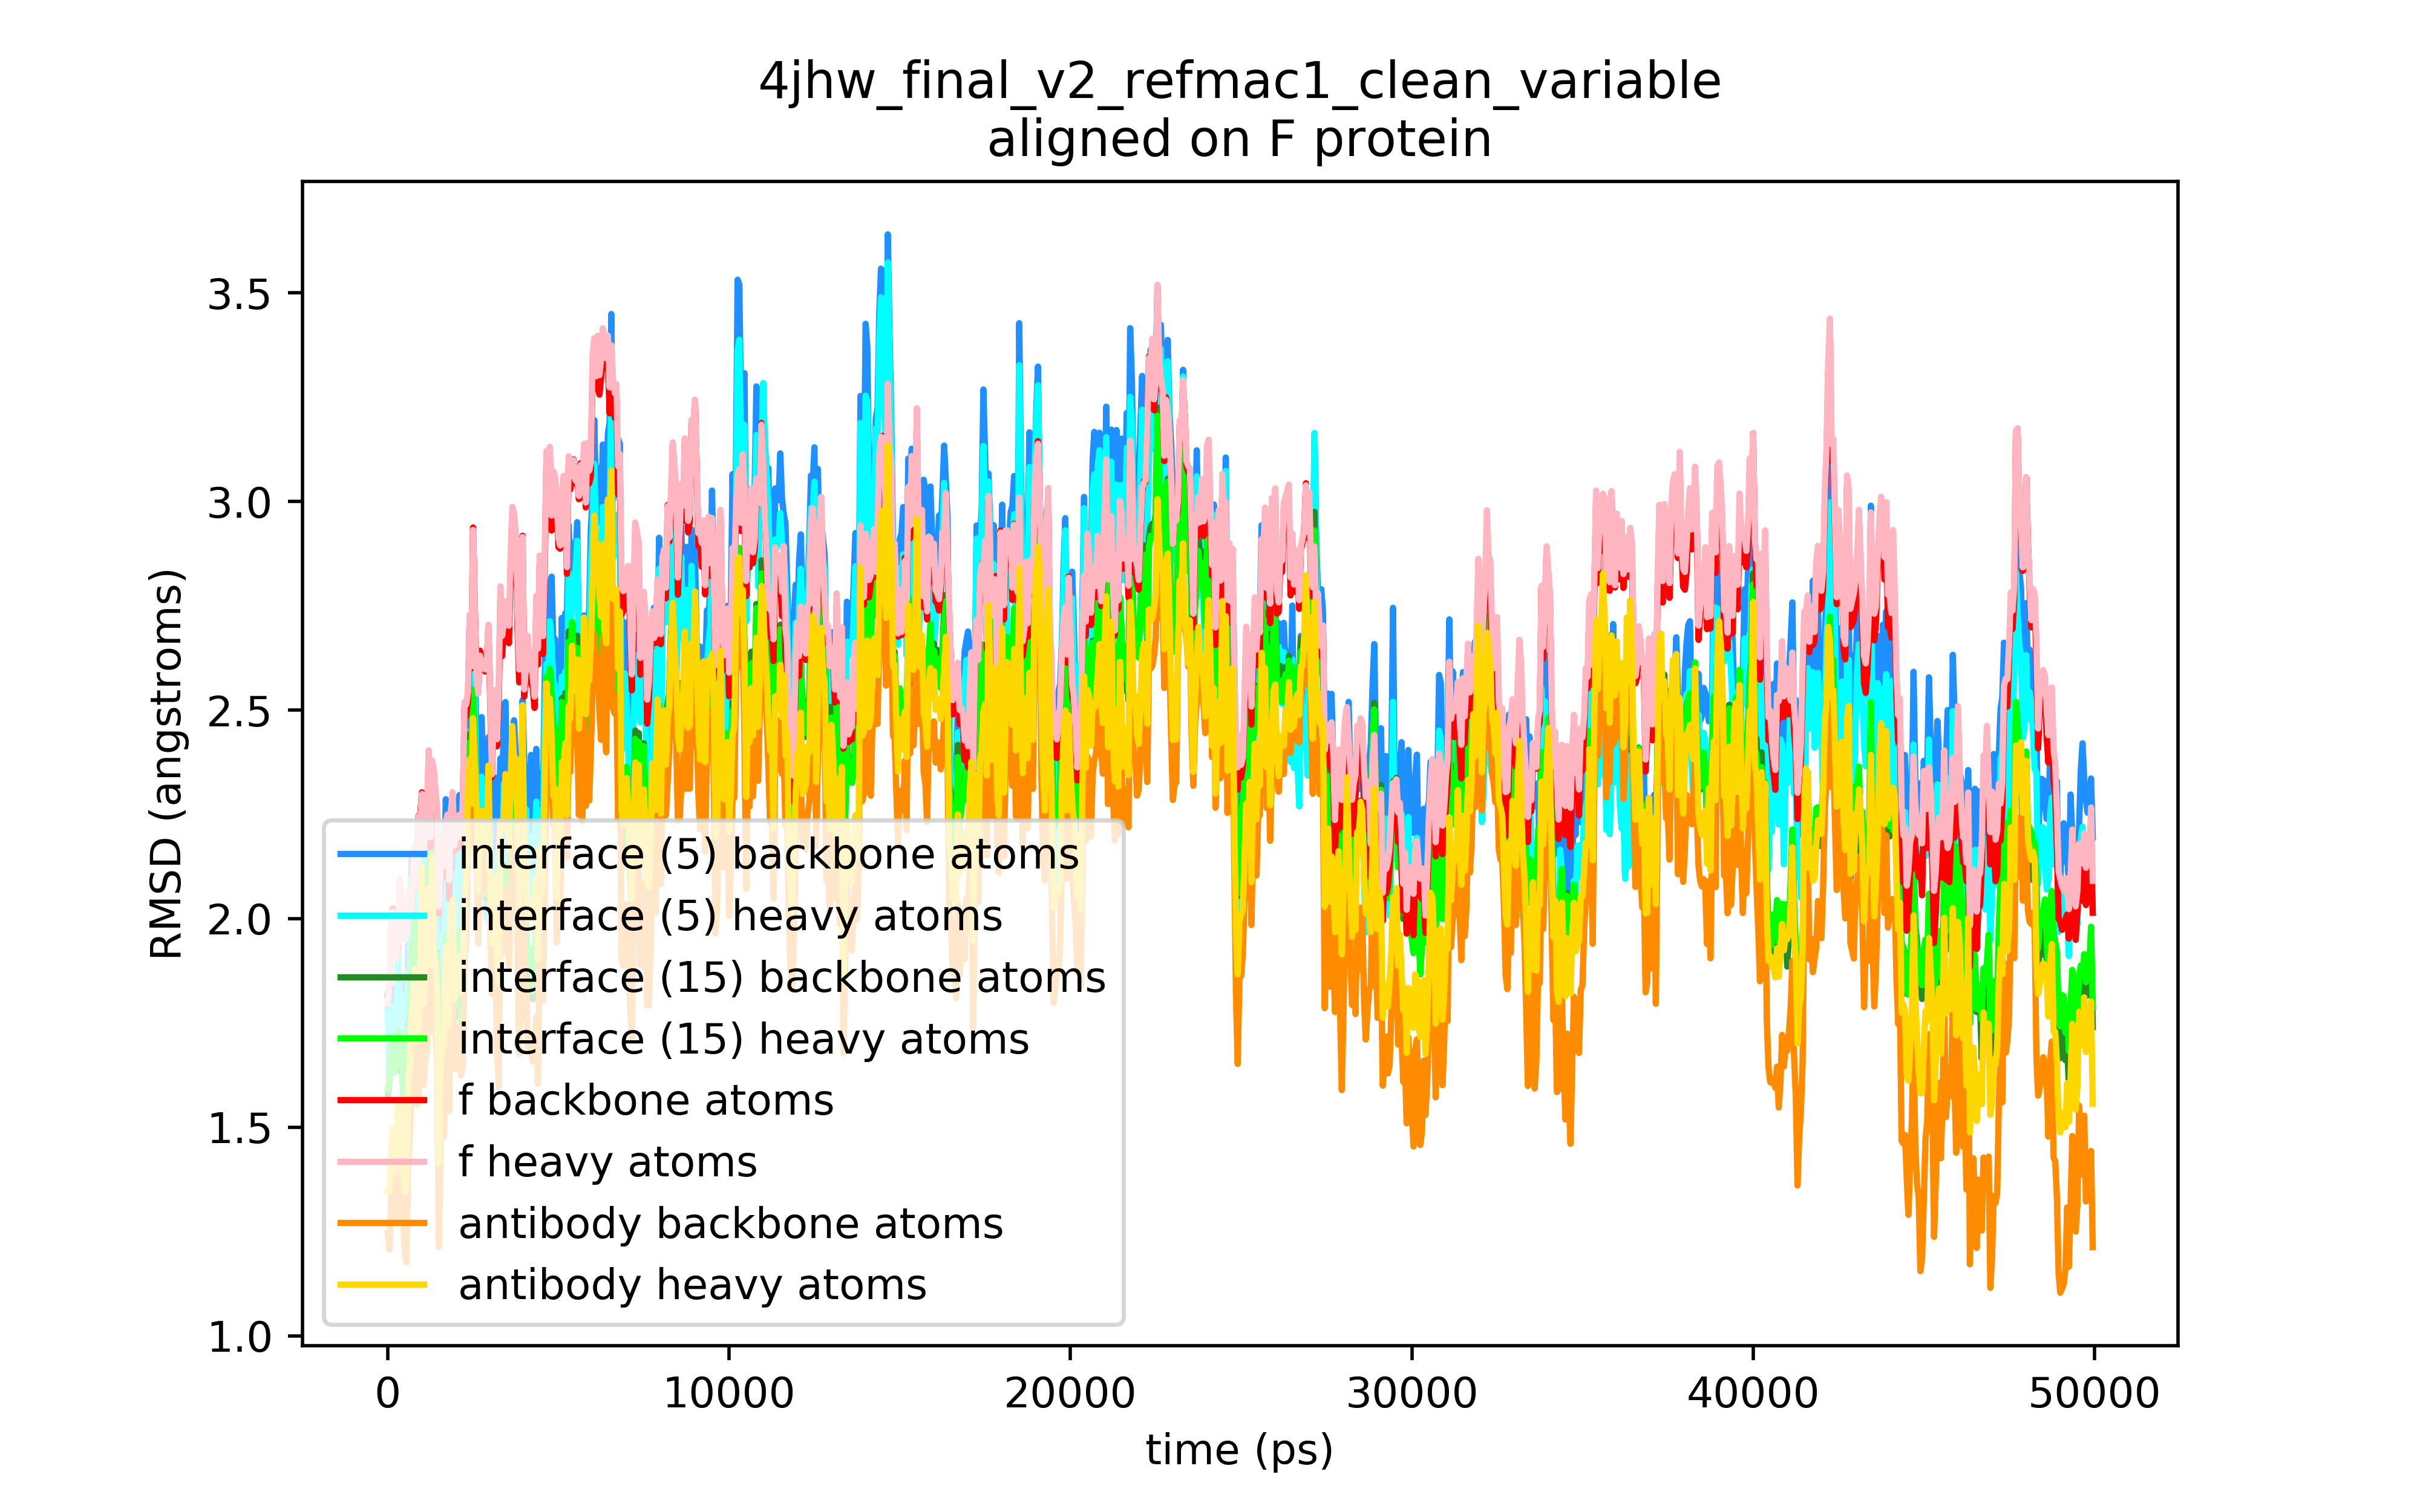 4jhw_final_v2_refmac1_clean_variable
aligned on F protein
RMSD (angstroms)
3.5
3.0
2.5
2.0
1.5
1.0
interface (5) backbone atoms
interface (5) heavy atoms
interface (15) backbone atoms
interface (15) heavy atoms
f backbone atoms
f heavy atoms
antibody backbone atoms
antibody heavy atoms
0 10000 20000 30000 40000 50000
time (ps)